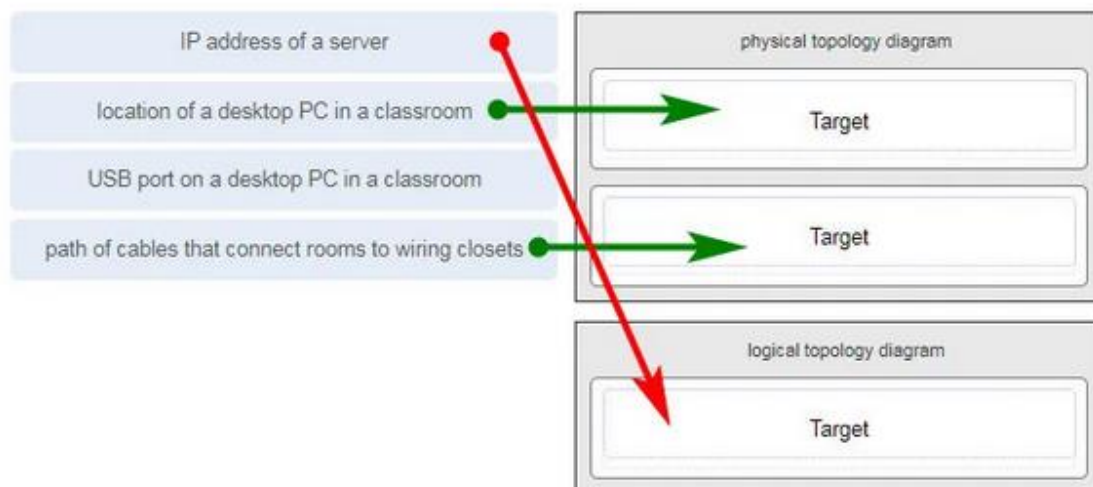 IP address of a server
location of a desktop PC in a classroom
USB port on a desktop PC in a classroom
path of cables that connect rooms to wiring closets
physical topology diagram
Target
Target
logical topology diagram
Target